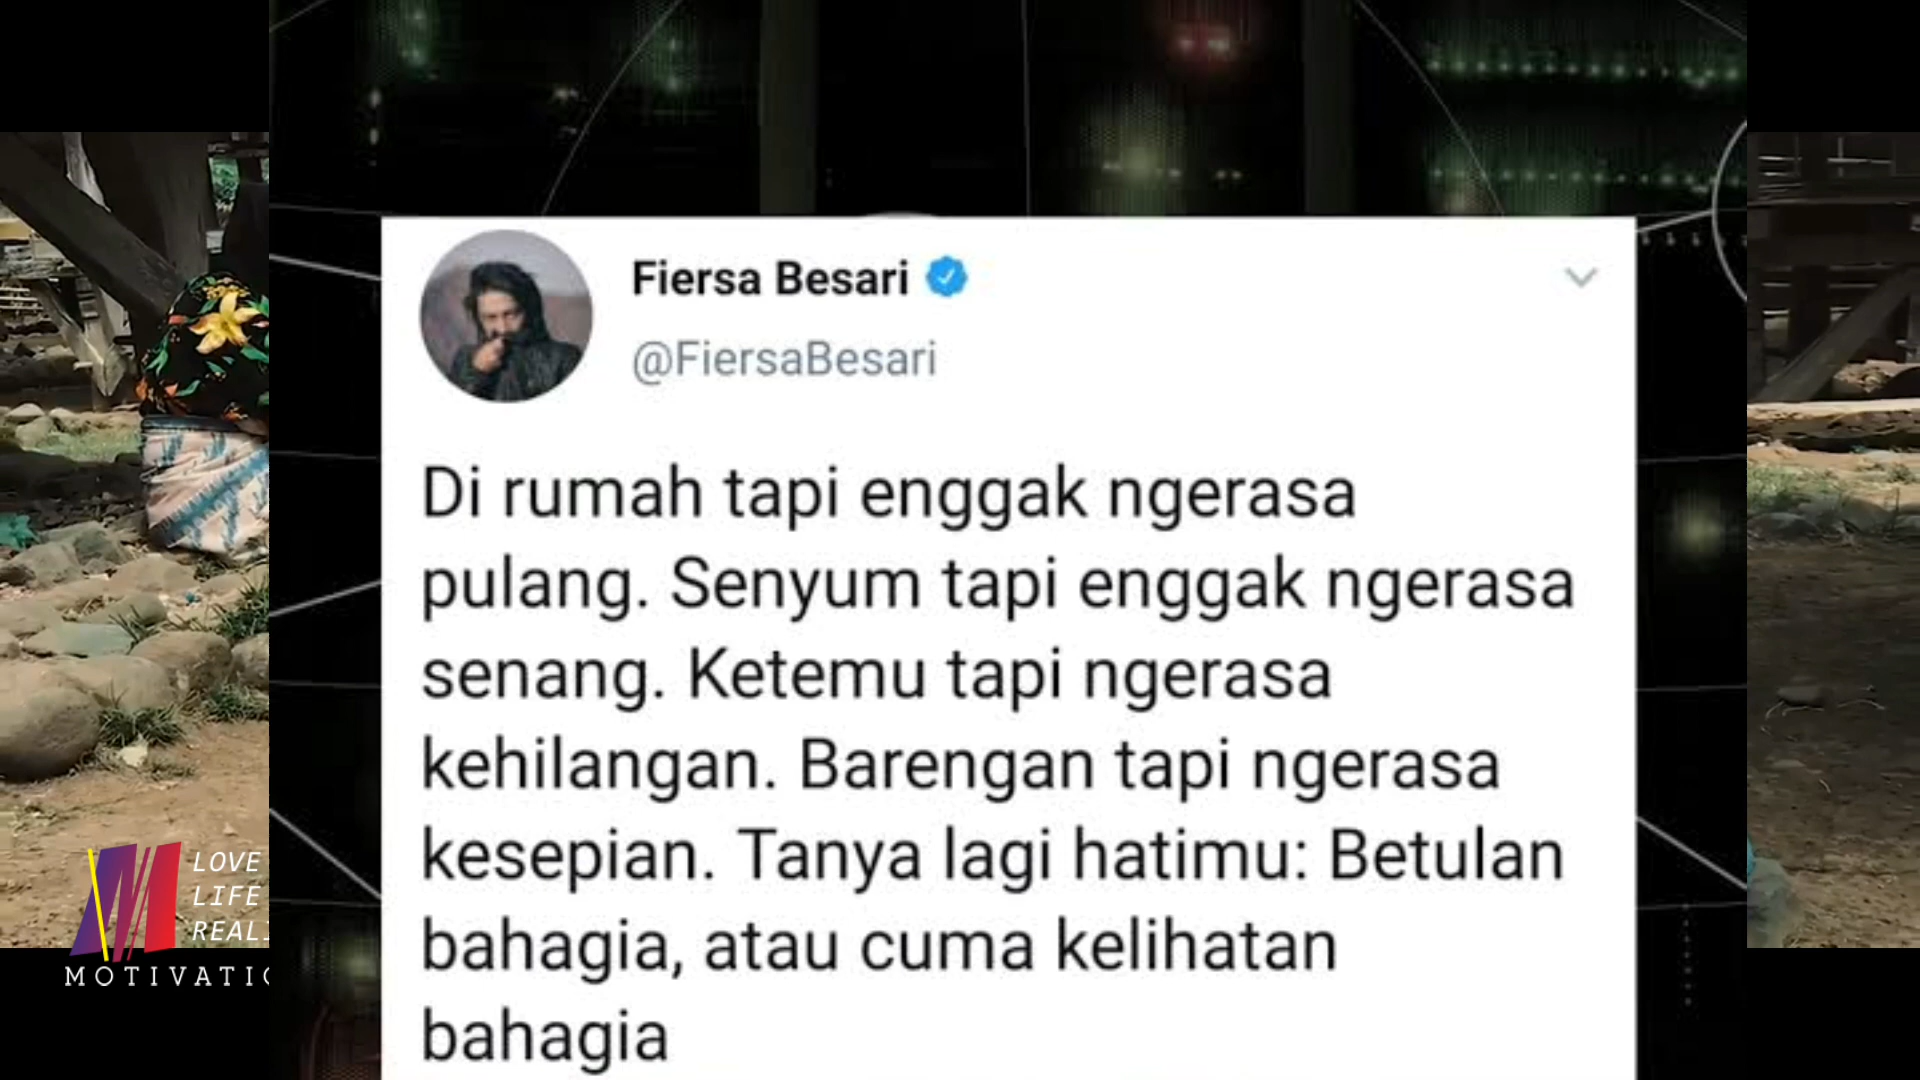 Fiersa Besari
@FiersaBesari
Di rumah tapi enggak ngerasa
pulang. Senyum tapi enggak ngerasa
senang. Ketemu tapi ngerasa
kehilangan. Barengan tapi ngerasa
kesepian. Tanya lagi hatimu: Betulan
bahagia, atau cuma kelihatan
bahagia
LOVE
LIFE